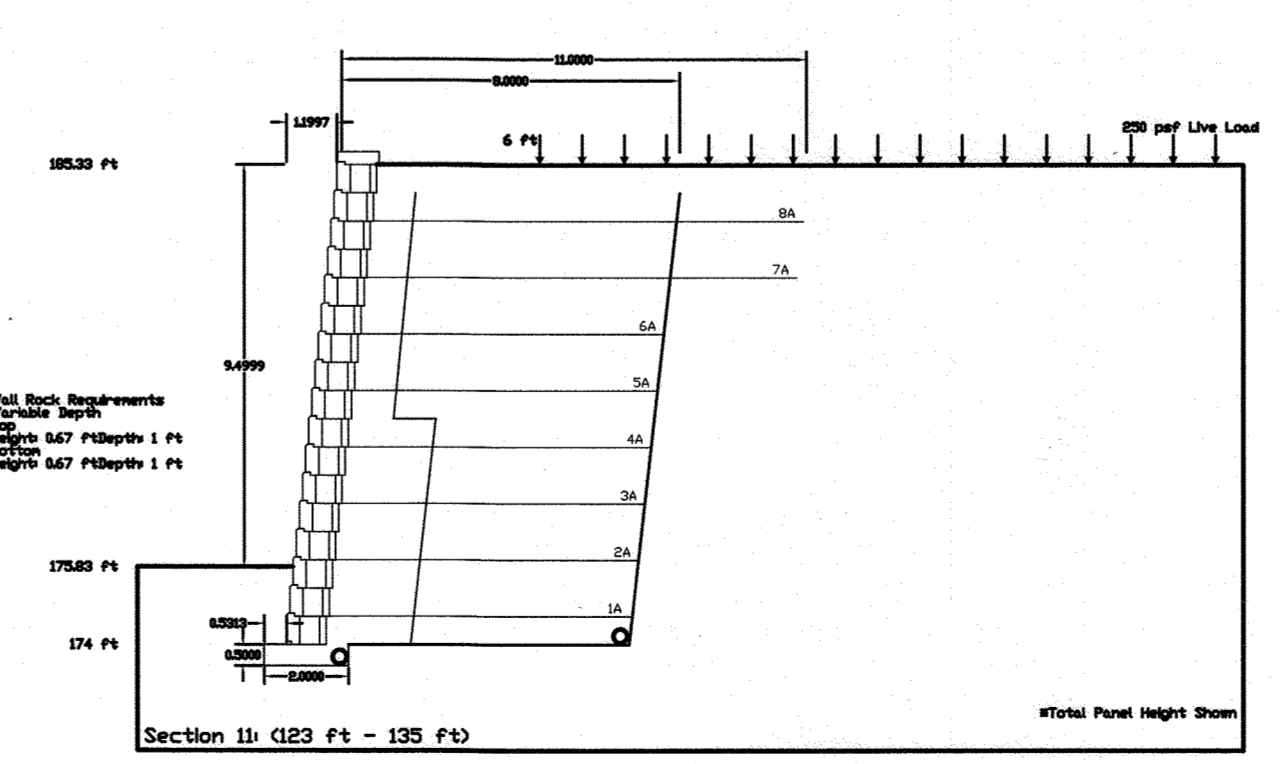 11.0000
8.0000
1.1997
6 ft
250 psf Live Load
185.33 ft
8A
7A
6A
9.4999
5A
all Rock Requirements
ariable Depth
op
eight: 0.67 ftDepth: 1 ft
ottom
eight: 0.67 ftDepth: 1 ft
4A
3A
2A
175.83 ft
1A
0.5313
174 ft
0.5000
2.0000
*Total Panel Height Shown
Section 11: (123 ft - 135 ft)